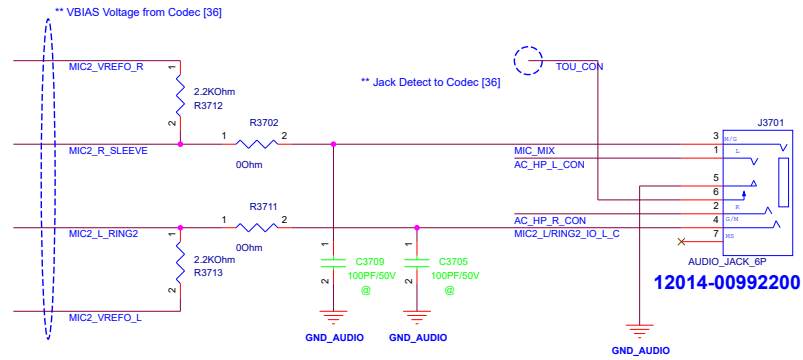 ** VBIAS Voltage from Codec [36]
MIC2_VREFO_R
1
2.2KOhm
R3712
2
** Jack Detect to Codec [36]
TOU_CON
R3702
1 2
0Ohm
MIC2_R_SLEEVE
MIC_MIX
AC_HP_L_CON
J3701
3 M/G
1 L
5
6
2 R
4 G/M
7 MS
AUDIO_JACK_6P
12014-00992200
R3711
1 2
0Ohm
MIC2_L_RING2
AC_HP_R_CON
MIC2_L/RING2_IO_L_C
1
2.2KOhm
R3713
2
MIC2_VREFO_L
1
C3709
100PF/50V
2
@
1
C3705
100PF/50V
2
@
GND_AUDIO
GND_AUDIO
GND_AUDIO